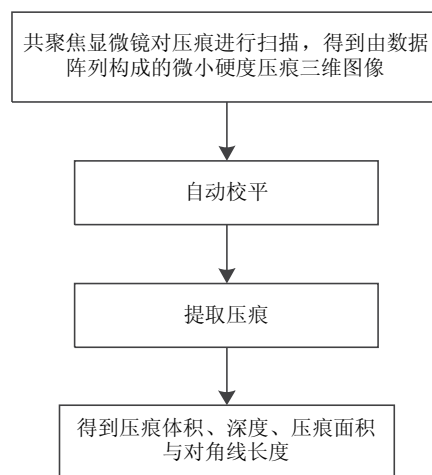 共聚焦显微镜对压痕进行扫描，得到由数据
阵列构成的微小硬度压痕三维图像
自动校平
提取压痕
得到压痕体积、深度、压痕面积
与对角线长度